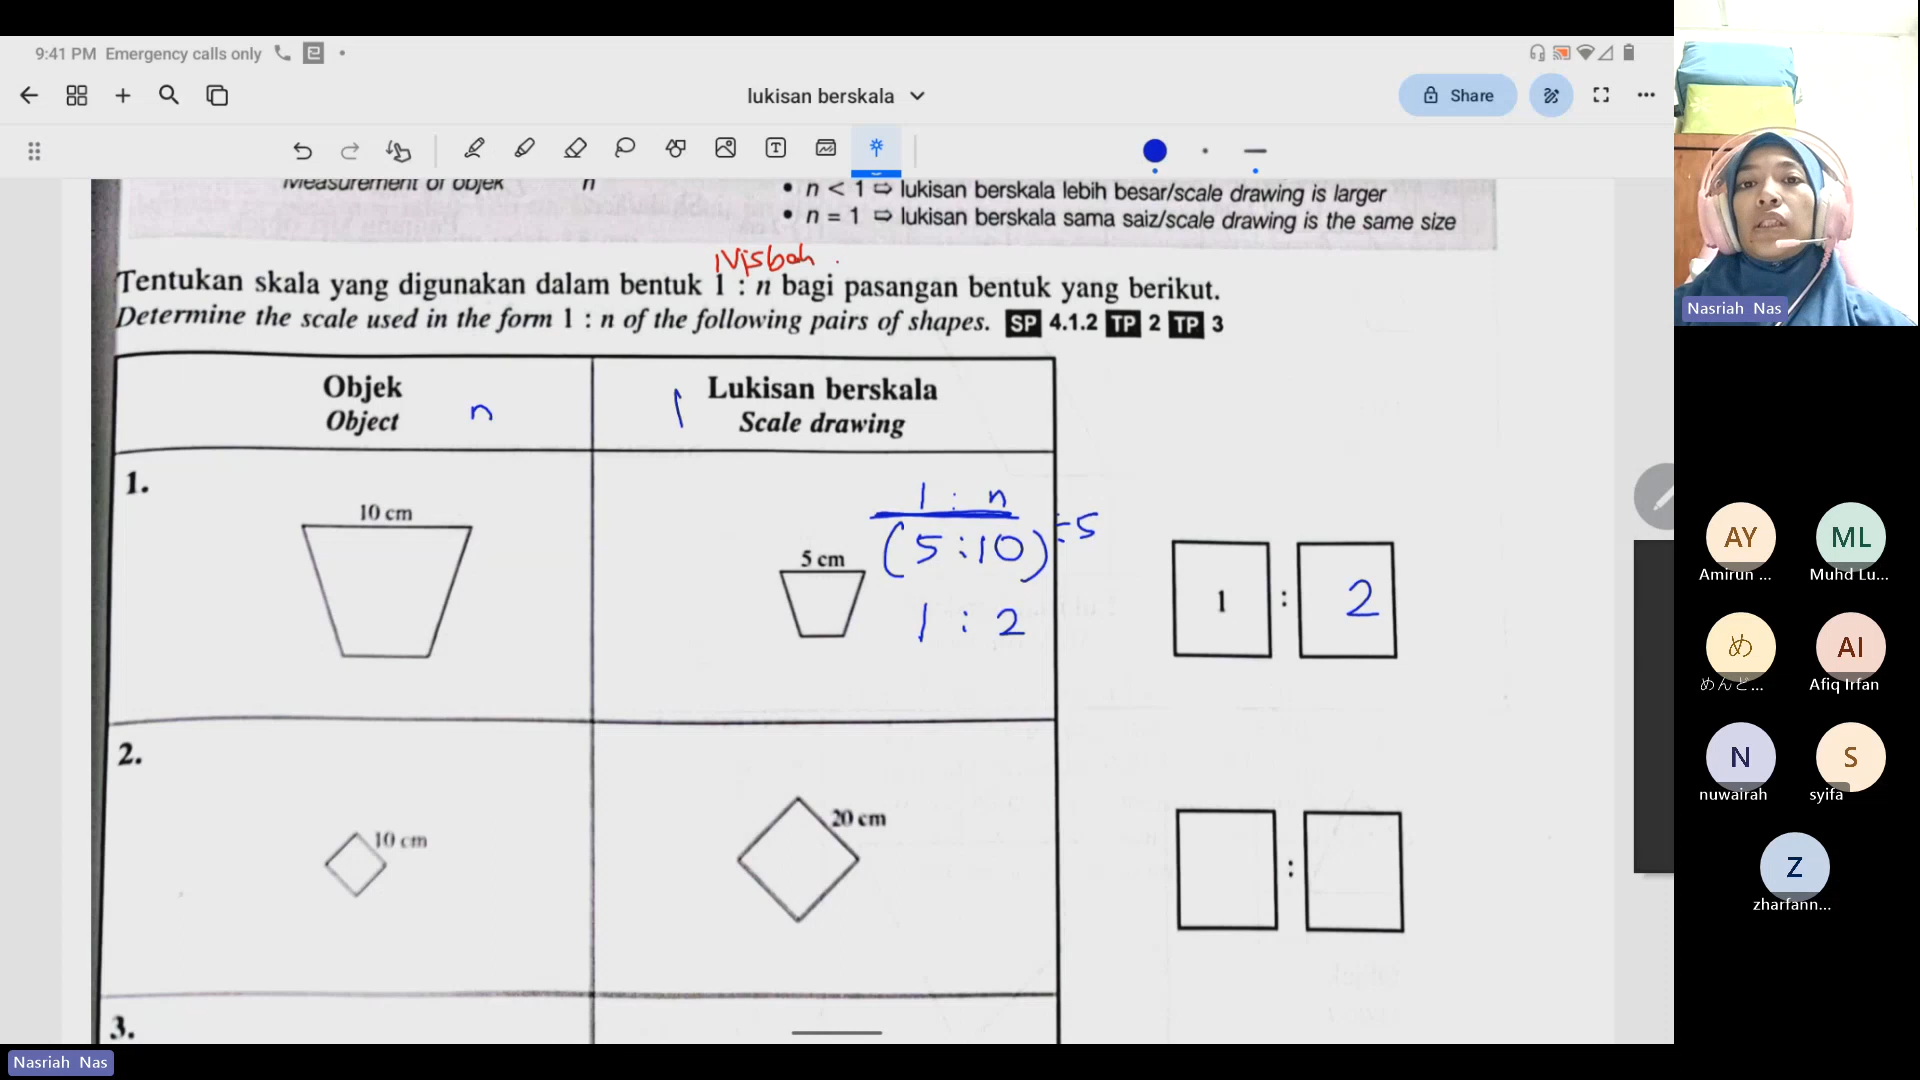 9:41 PM Emergency calls only
lukisan berskala
Share
Measurement of objek n
• n < 1 ⇨ lukisan berskala lebih besar/scale drawing is larger
• n = 1 ⇨ lukisan berskala sama saiz/scale drawing is the same size
Nisbah
Tentukan skala yang digunakan dalam bentuk 1 : n bagi pasangan bentuk yang berikut.
Determine the scale used in the form 1 : n of the following pairs of shapes. SP 4.1.2 TP 2 TP 3
Objek
Object
n
1
Lukisan berskala
Scale drawing
1.
10 cm
5 cm
1 : n
(5 : 10) ÷5
1 : 2
1 : 2
2.
10 cm
20 cm
:
3.
Nasriah Nas
AY
Amirun ...
ML
Muhd Lu...
め
めんど...
AI
Afiq Irfan
N
nuwairah
S
syifa
Z
zharfann...
Nasriah Nas